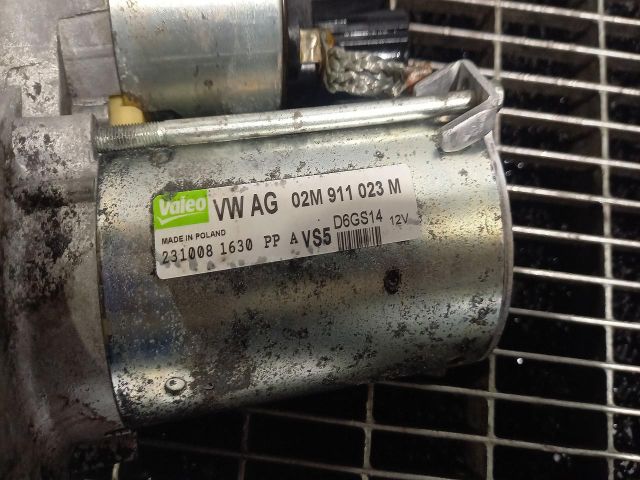 Valeo VW AG 02M 911 023 M
MADE IN POLAND D6GS14 12V
231008 1630 PP A VS5